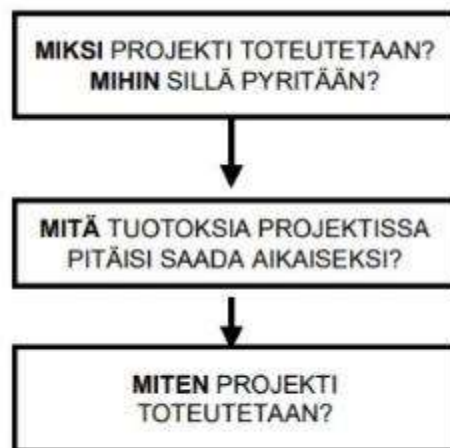 MIKSI PROJEKTI TOTEUTETAAN?
MIHIN SILLÄ PYRITÄÄN?
MITÄ TUOTOKSIA PROJEKTISSA
PITÄISI SAADA AIKAISEKSI?
MITEN PROJEKTI
TOTEUTETAAN?